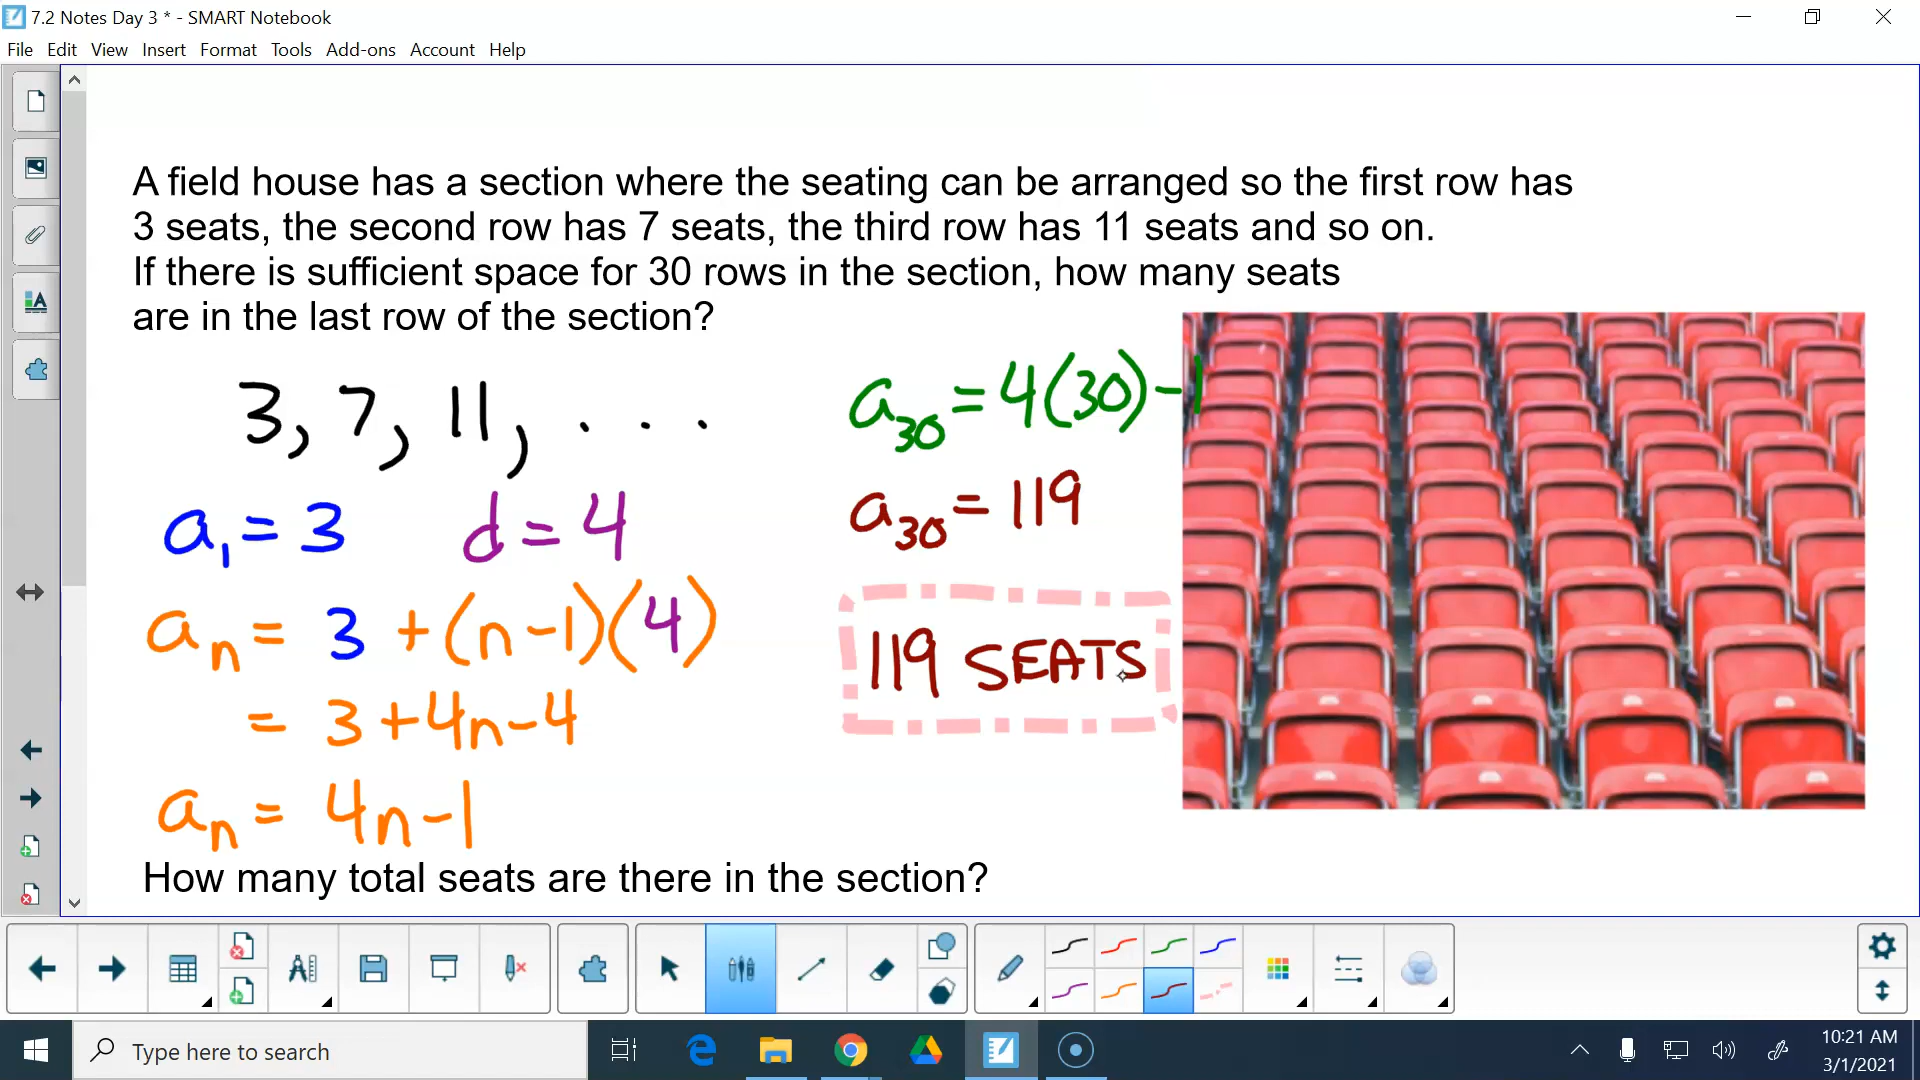 7.2 Notes Day 3 * - SMART Notebook
File Edit View Insert Format Tools Add-ons Account Help
A field house has a section where the seating can be arranged so the first row has
3 seats, the second row has 7 seats, the third row has 11 seats and so on.
If there is sufficient space for 30 rows in the section, how many seats
are in the last row of the section?
3, 7, 11, . . .
a₁ = 3 d = 4
aₙ = 3 + (n-1)(4)
= 3 + 4n - 4
aₙ = 4n - 1
a₃₀ = 4(30) - 1
a₃₀ = 119
119 SEATS
How many total seats are there in the section?
Type here to search
10:21 AM
3/1/2021